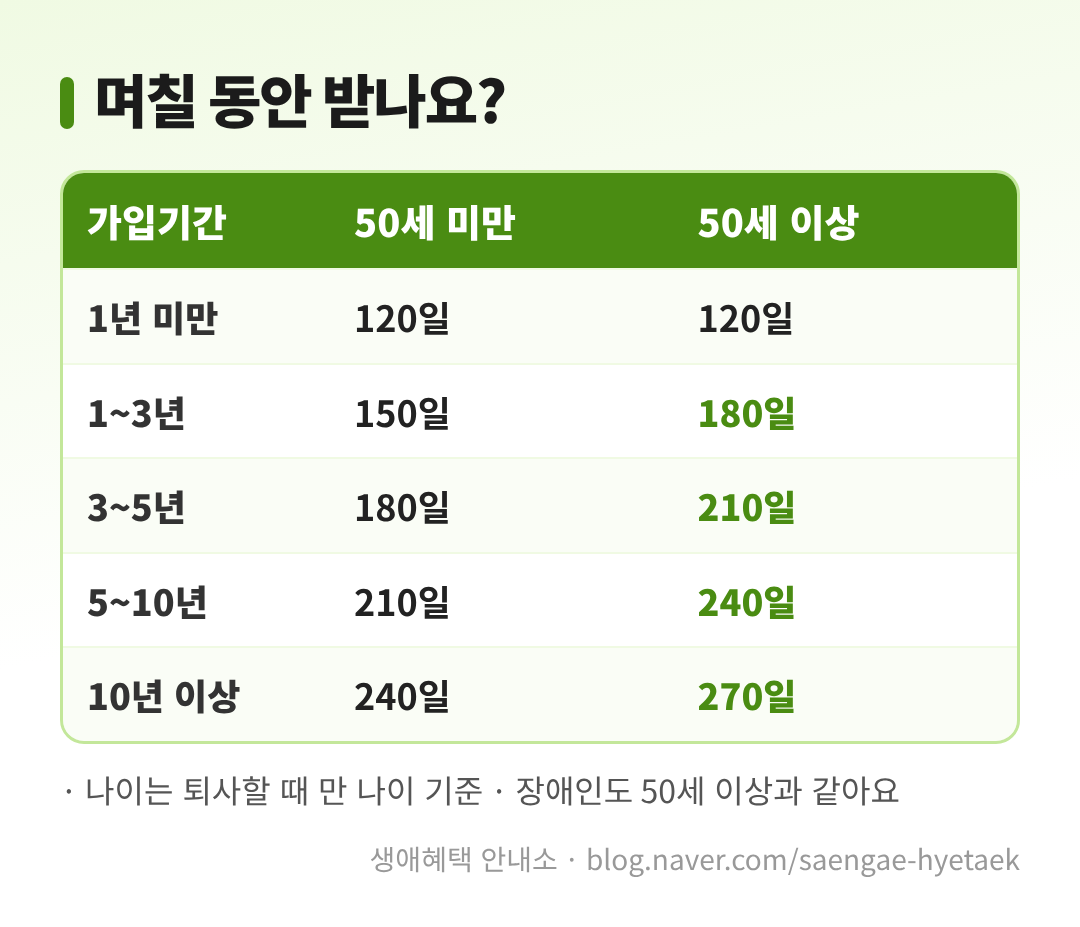 며칠 동안 받나요?
가입기간 50세 미만 50세 이상
1년 미만 120일 120일
1~3년 150일 180일
3~5년 180일 210일
5~10년 210일 240일
10년 이상 240일 270일
· 나이는 퇴사할 때 만 나이 기준 · 장애인도 50세 이상과 같아요
생애혜택 안내소 · blog.naver.com/saengae-hyetaek